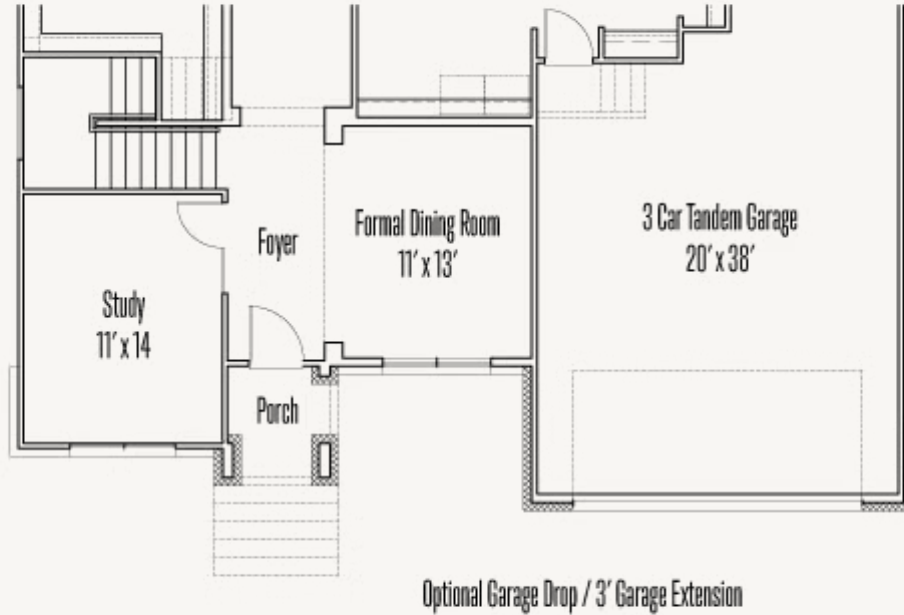 3 Car Tandem Garage
20' x 38'
Formal Dining Room
11' x 13'
Foyer
Study
11' x 14
Porch
Optional Garage Drop / 3' Garage Extension